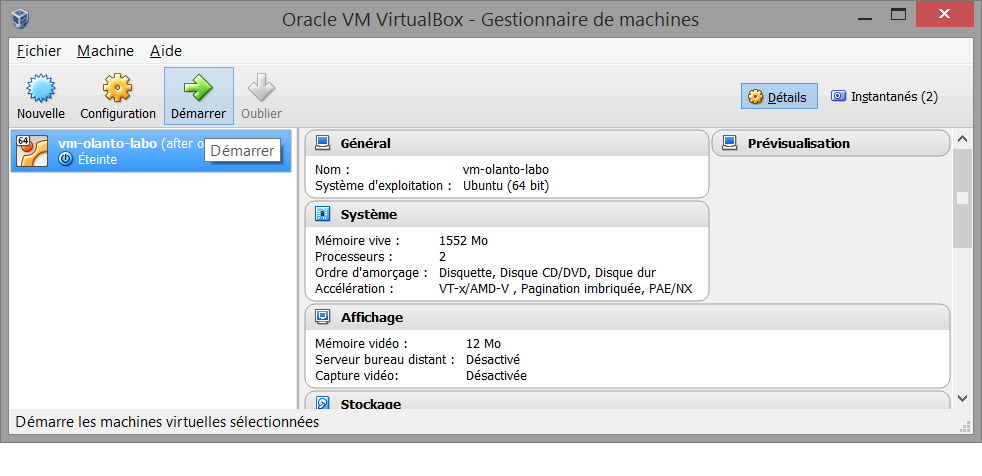 Oracle VM VirtualBox - Gestionnaire de machines
Fichier Machine Aide
Nouvelle Configuration Démarrer Oublier
Détails Instantanés (2)
64 vm-olanto-labo (after o
Éteinte
Démarrer
Général
Nom : vm-olanto-labo
Système d'exploitation : Ubuntu (64 bit)
Prévisualisation
Système
Mémoire vive : 1552 Mo
Processeurs : 2
Ordre d'amorçage : Disquette, Disque CD/DVD, Disque dur
Accélération : VT-x/AMD-V , Pagination imbriquée, PAE/NX
Affichage
Mémoire vidéo : 12 Mo
Serveur bureau distant : Désactivé
Capture vidéo: Désactivée
Stockage
Démarre les machines virtuelles sélectionnées